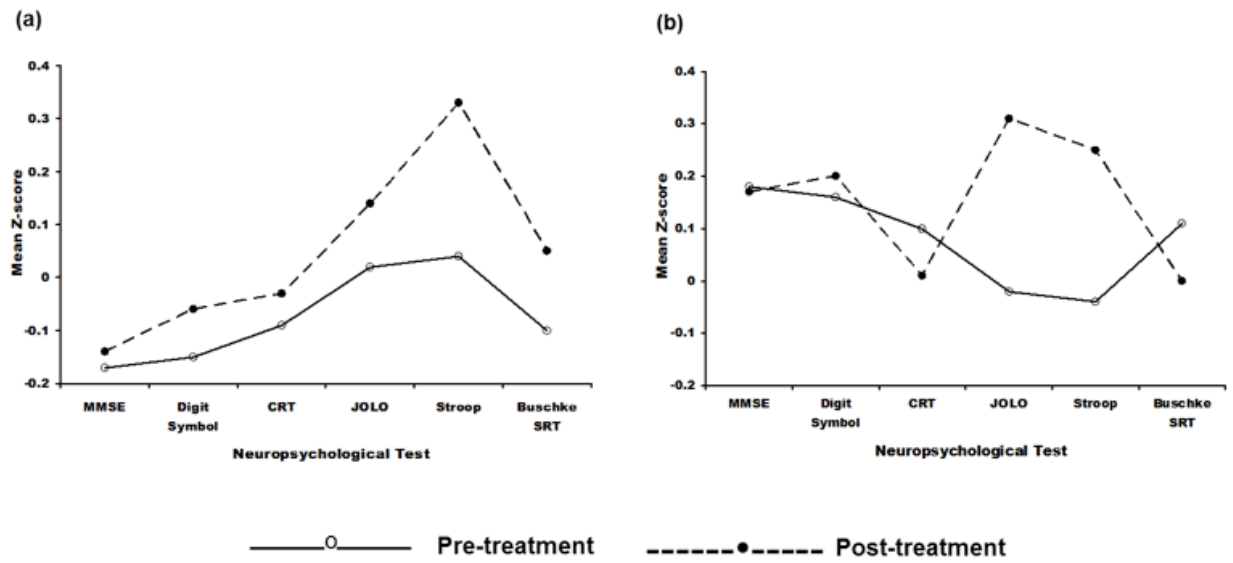 (a)
0.4
0.3
0.2
0.1
0
-0.1
-0.2
Mean Z-score
MMSE Digit Symbol CRT JOLO Stroop Buschke SRT
Neuropsychological Test
(b)
0.4
0.3
0.2
0.1
0
-0.1
-0.2
Mean Z-score
MMSE Digit Symbol CRT JOLO Stroop Buschke SRT
Neuropsychological Test
Pre-treatment
Post-treatment